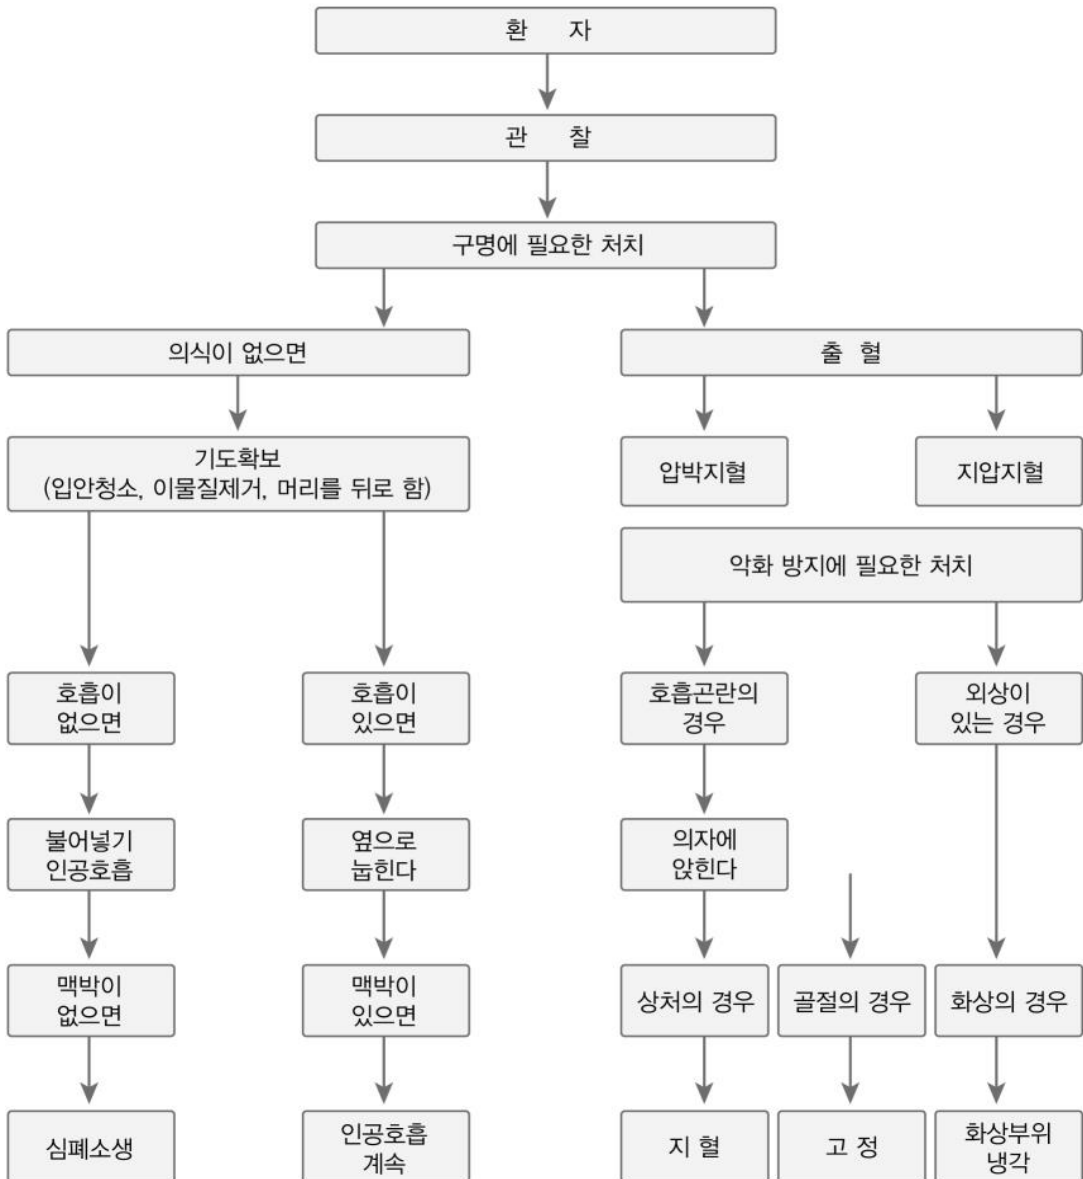 환 자
관 찰
구명에 필요한 처치
의식이 없으면
출 혈
기도확보
(입안청소, 이물질제거, 머리를 뒤로 함)
압박지혈
지압지혈
악화 방지에 필요한 처치
호흡이
없으면
호흡이
있으면
호흡곤란의
경우
외상이
있는 경우
불어넣기
인공호흡
옆으로
눕힌다
의자에
앉힌다
맥박이
없으면
맥박이
있으면
상처의 경우
골절의 경우
화상의 경우
심폐소생
인공호흡
계속
지 혈
고 정
화상부위
냉각